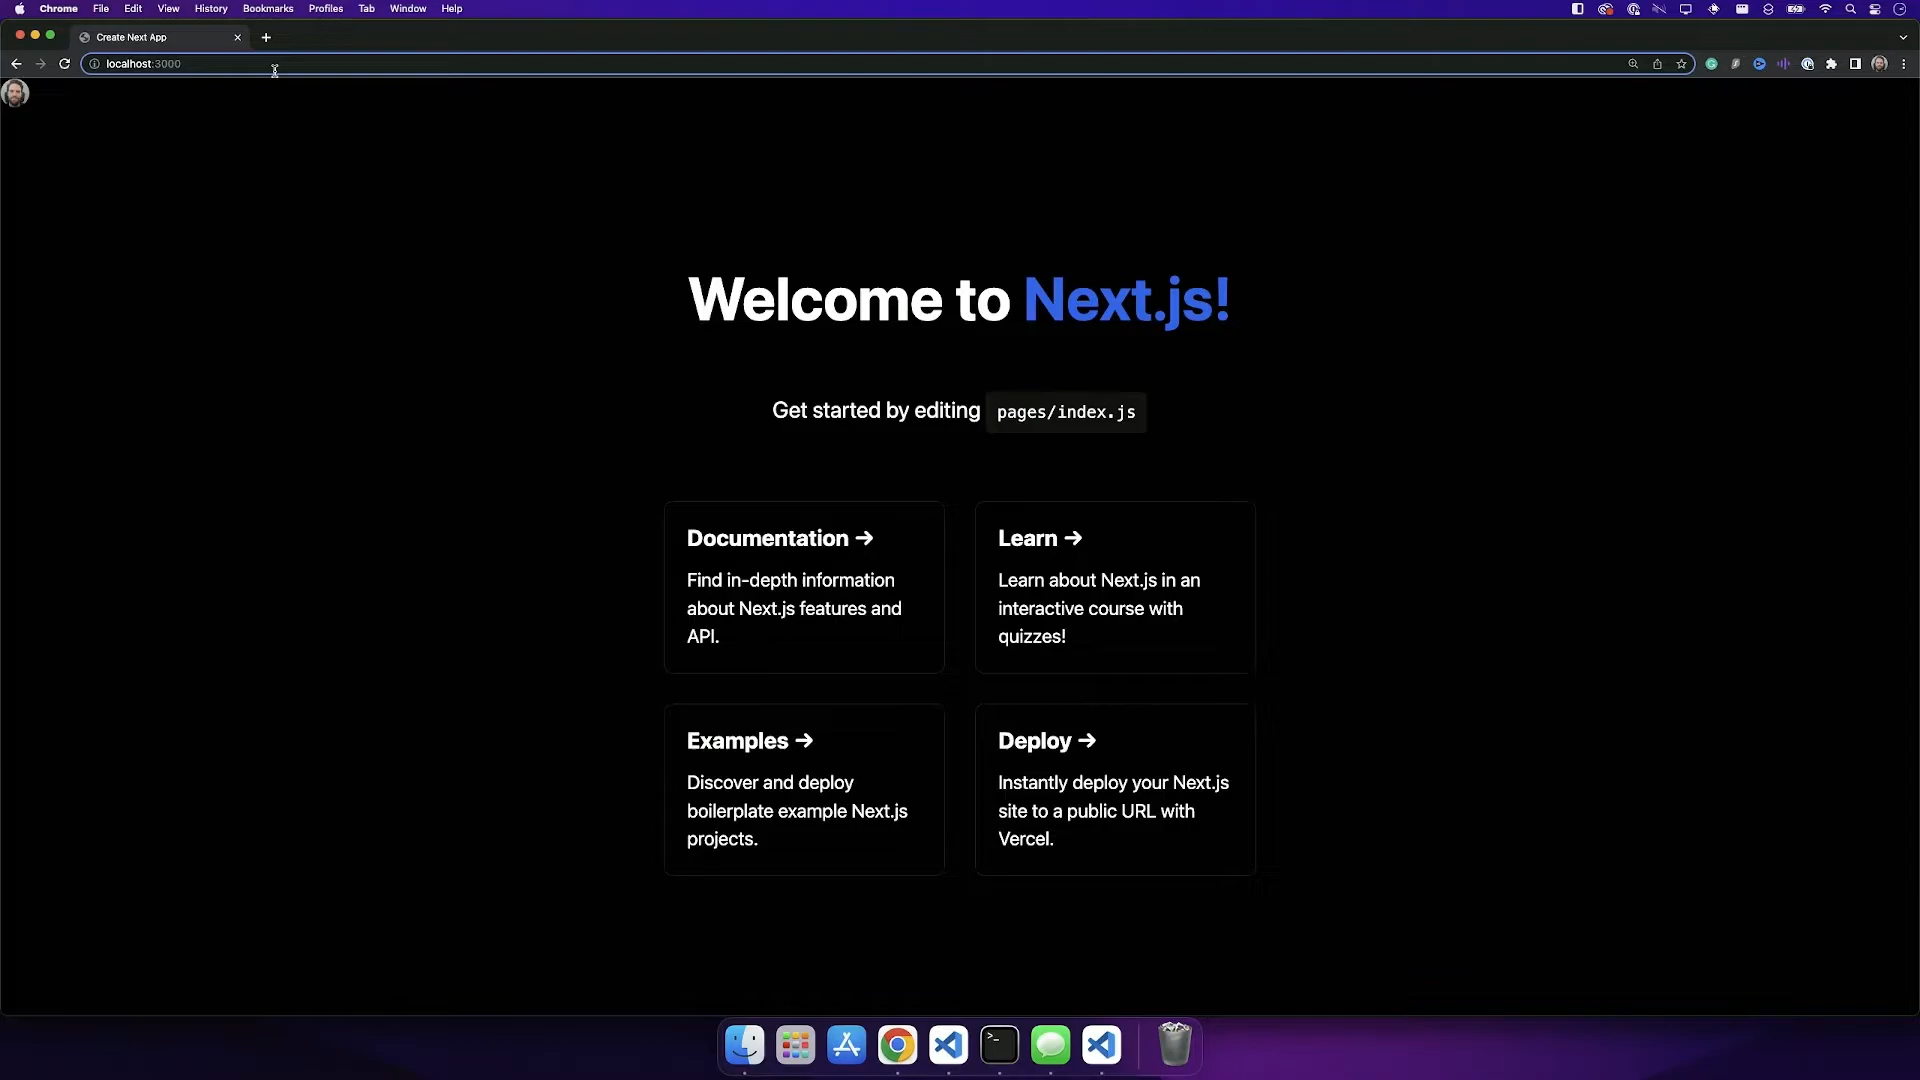 Chrome File Edit View History Bookmarks Profiles Tab Window Help
Create Next App
localhost:3000
Welcome to Next.js!
Get started by editing pages/index.js
Documentation →
Find in-depth information
about Next.js features and
API.
Learn →
Learn about Next.js in an
interactive course with
quizzes!
Examples →
Discover and deploy
boilerplate example Next.js
projects.
Deploy →
Instantly deploy your Next.js
site to a public URL with
Vercel.